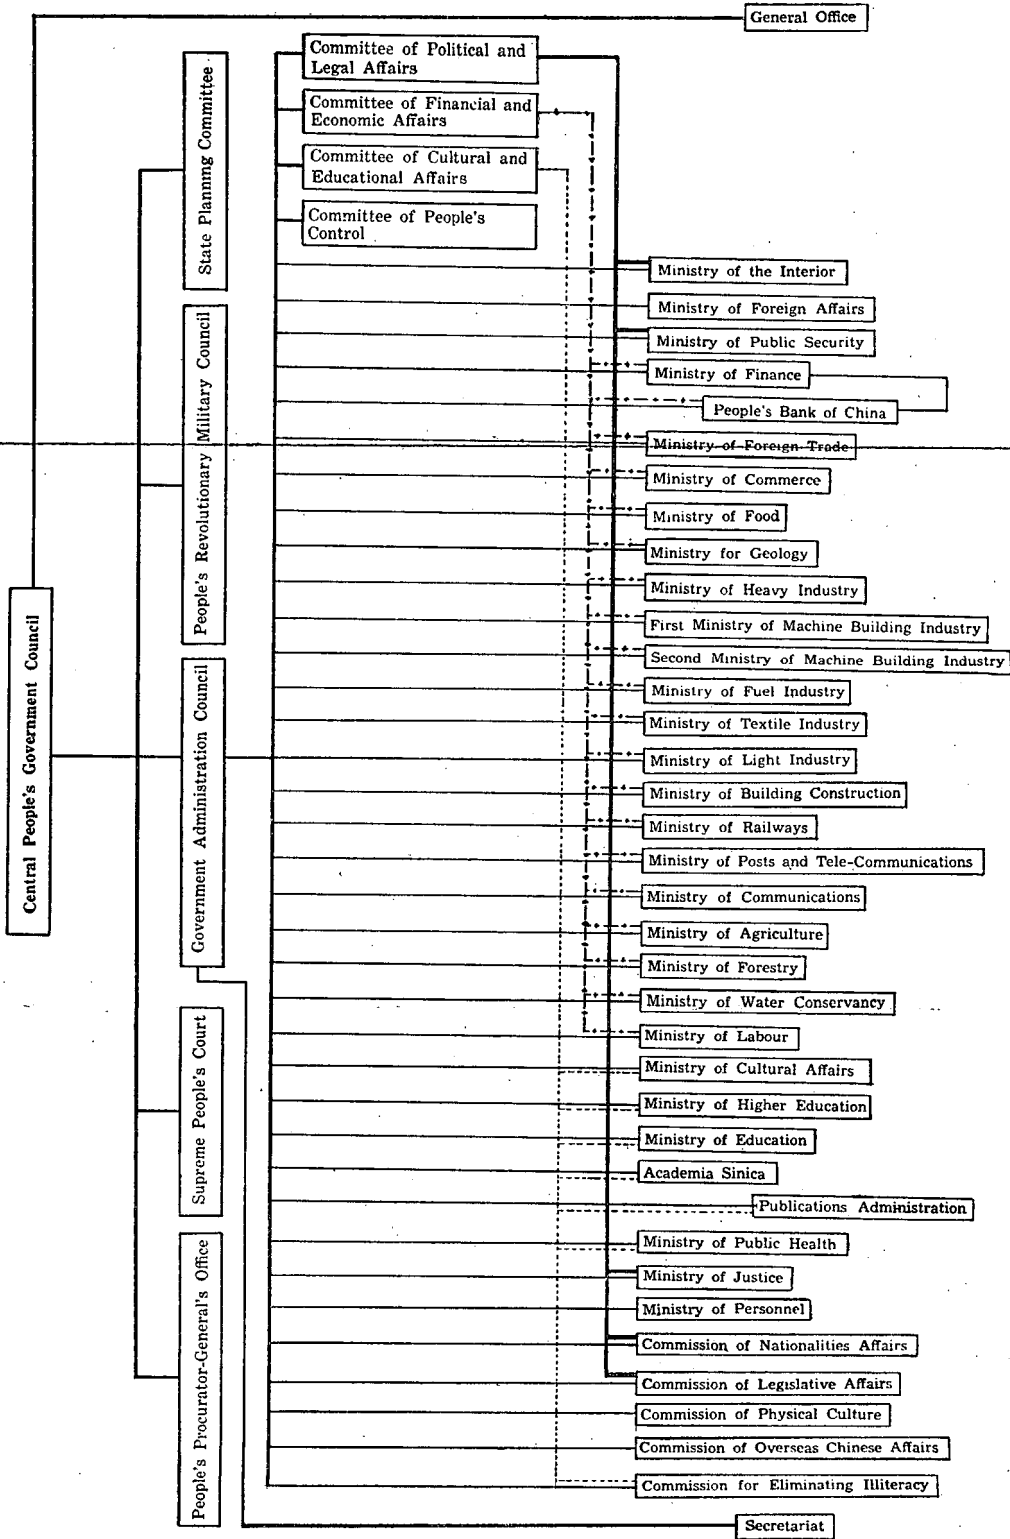 General Office
Committee of Political and
Legal Affairs
Committee of Financial and
Economic Affairs
Committee of Cultural and
Educational Affairs
Committee of People's
Control
State Planning Committee
People's Revolutionary Military Council
Central People's Government Council
Government Administration Council
Supreme People's Court
People's Procurator-General's Office
Ministry of the Interior
Ministry of Foreign Affairs
Ministry of Public Security
Ministry of Finance
People's Bank of China
Ministry of Foreign Trade
Ministry of Commerce
Ministry of Food
Ministry for Geology
Ministry of Heavy Industry
First Ministry of Machine Building Industry
Second Ministry of Machine Building Industry
Ministry of Fuel Industry
Ministry of Textile Industry
Ministry of Light Industry
Ministry of Building Construction
Ministry of Railways
Ministry of Posts and Tele-Communications
Ministry of Communications
Ministry of Agriculture
Ministry of Forestry
Ministry of Water Conservancy
Ministry of Labour
Ministry of Cultural Affairs
Ministry of Higher Education
Ministry of Education
Academia Sinica
Publications Administration
Ministry of Public Health
Ministry of Justice
Ministry of Personnel
Commission of Nationalities Affairs
Commission of Legislative Affairs
Commission of Physical Culture
Commission of Overseas Chinese Affairs
Commission for Eliminating Illiteracy
Secretariat